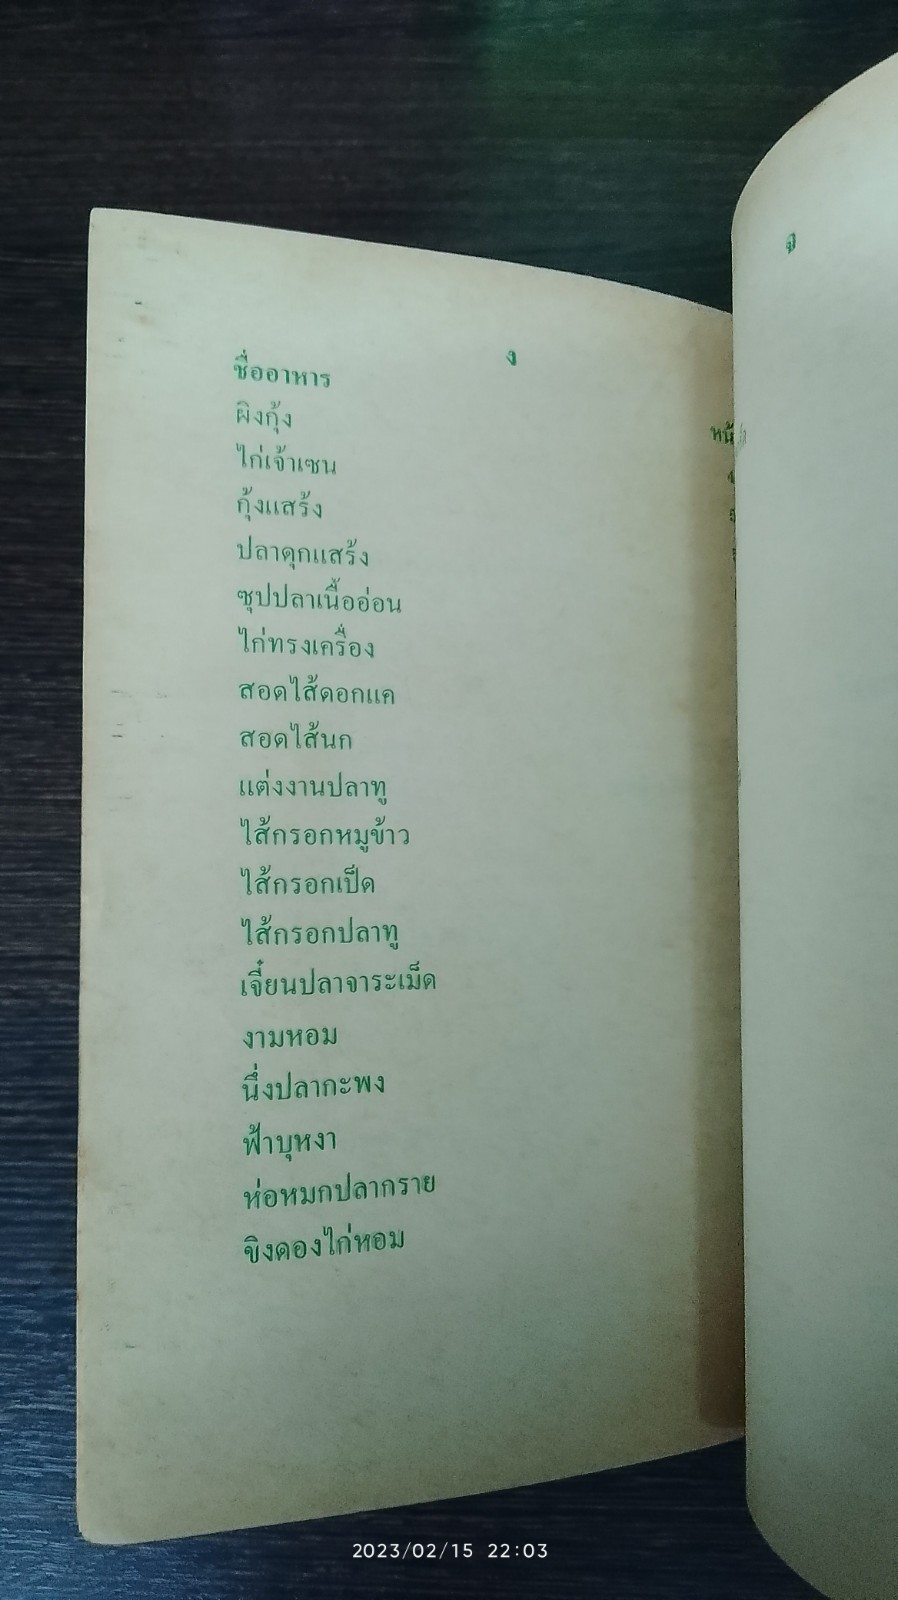 ง
ชื่ออาหาร
ผิงกุ้ง
ไก่เจ้าเซน
กุ้งแสร้ง
ปลาดุกแสร้ง
ซุปปลาเนื้ออ่อน
ไก่ทรงเครื่อง
สอดไส้ดอกแค
สอดไส้นก
แต่งงานปลาทู
ไส้กรอกหมูข้าว
ไส้กรอกเป็ด
ไส้กรอกปลาทู
เจี๋ยนปลาจาระเม็ด
งามหอม
นึ่งปลากะพง
ฟ้าบุหงา
ห่อหมกปลากราย
ขิงดองไก่หอม
2023/02/15 22:03